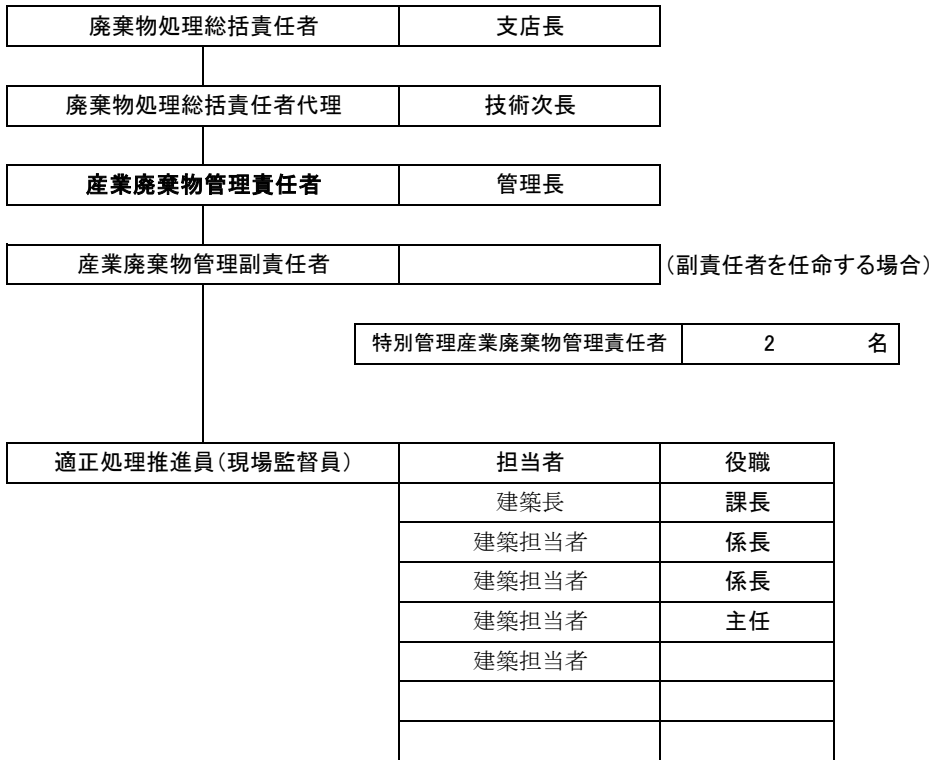 廃棄物処理総括責任者 支店長
廃棄物処理総括責任者代理 技術次長
産業廃棄物管理責任者 管理長
産業廃棄物管理副責任者 (副責任者を任命する場合)
特別管理産業廃棄物管理責任者 2 名
適正処理推進員(現場監督員) 担当者 役職
建築長 課長
建築担当者 係長
建築担当者 係長
建築担当者 主任
建築担当者